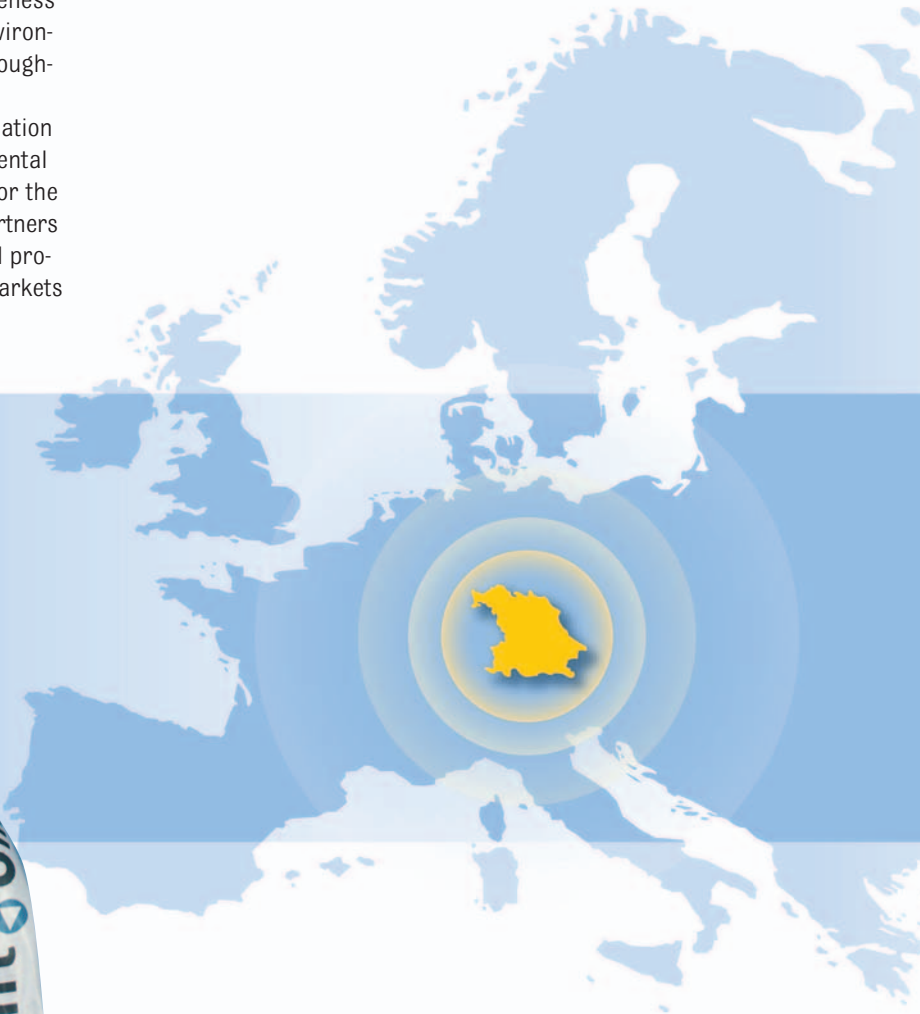 eness
viron-
ough-
ation
ental
or the
rtners
l pro-
arkets